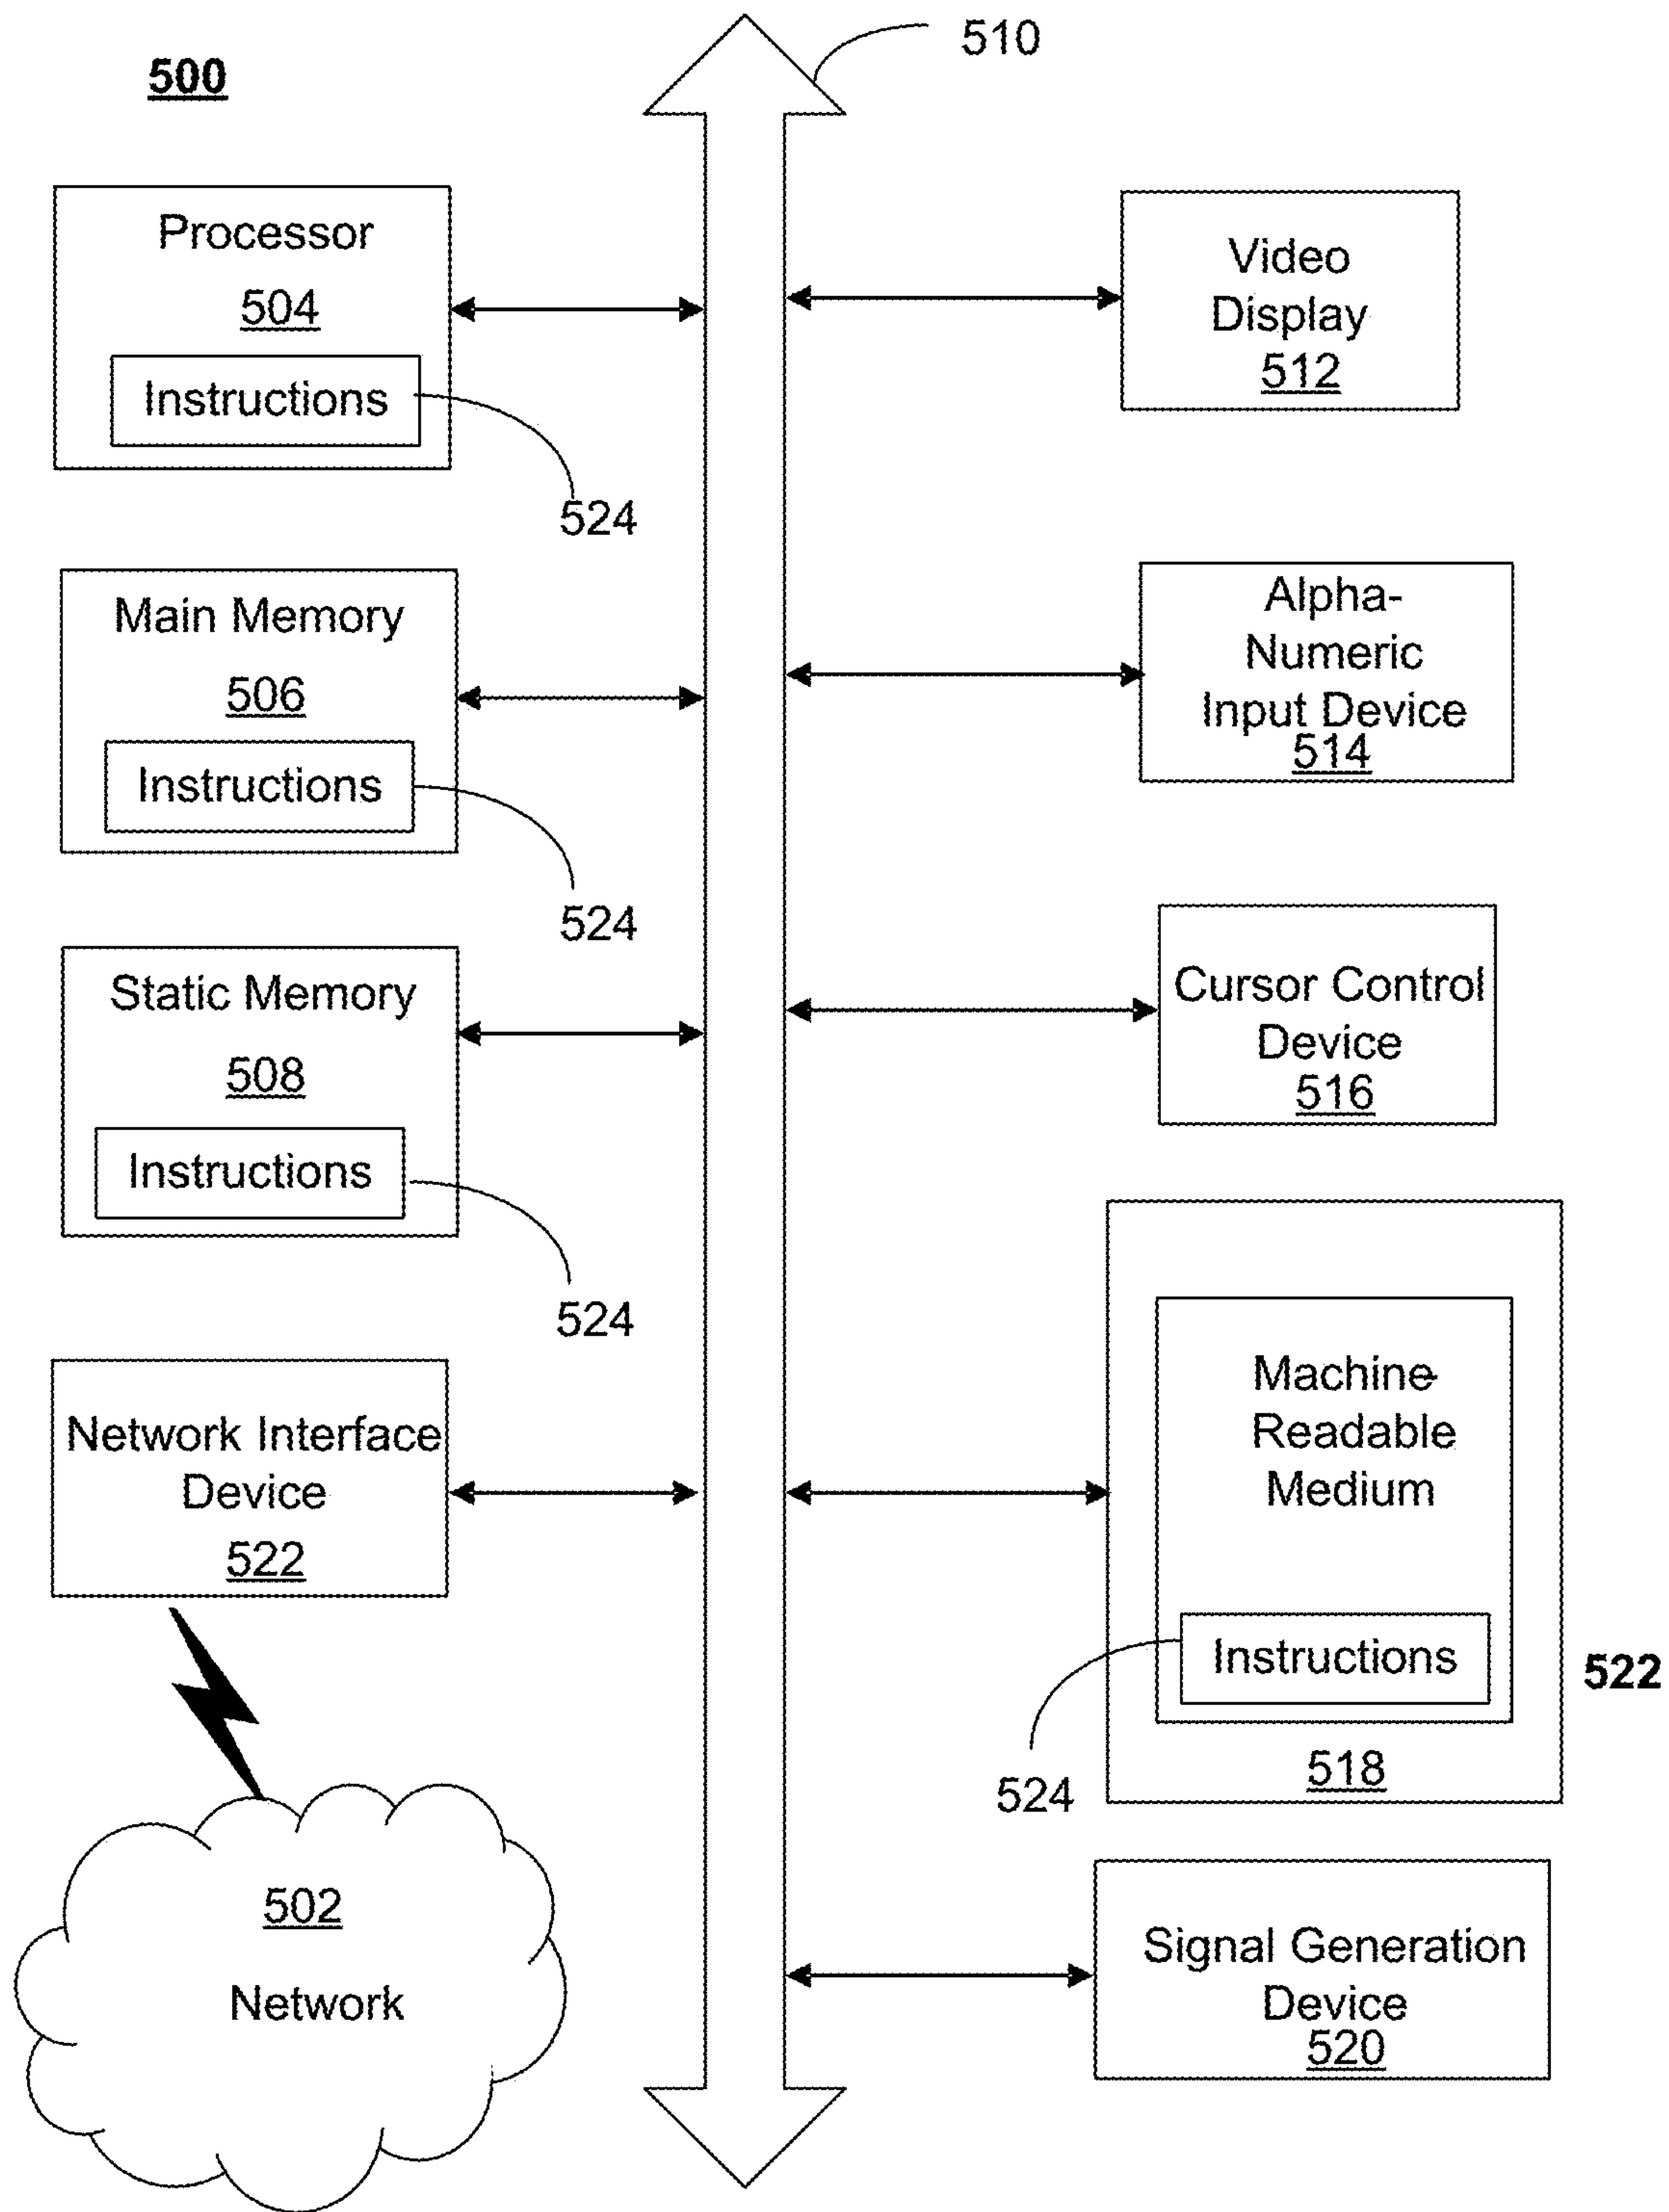 500
510
Processor
504
Instructions
524
Main Memory
506
Instructions
524
Static Memory
508
Instructions
524
Network Interface
Device
522
502
Network
Video
Display
512
Alpha-
Numeric
Input Device
514
Cursor Control
Device
516
Machine-
Readable
Medium
Instructions
524
518
522
Signal Generation
Device
520